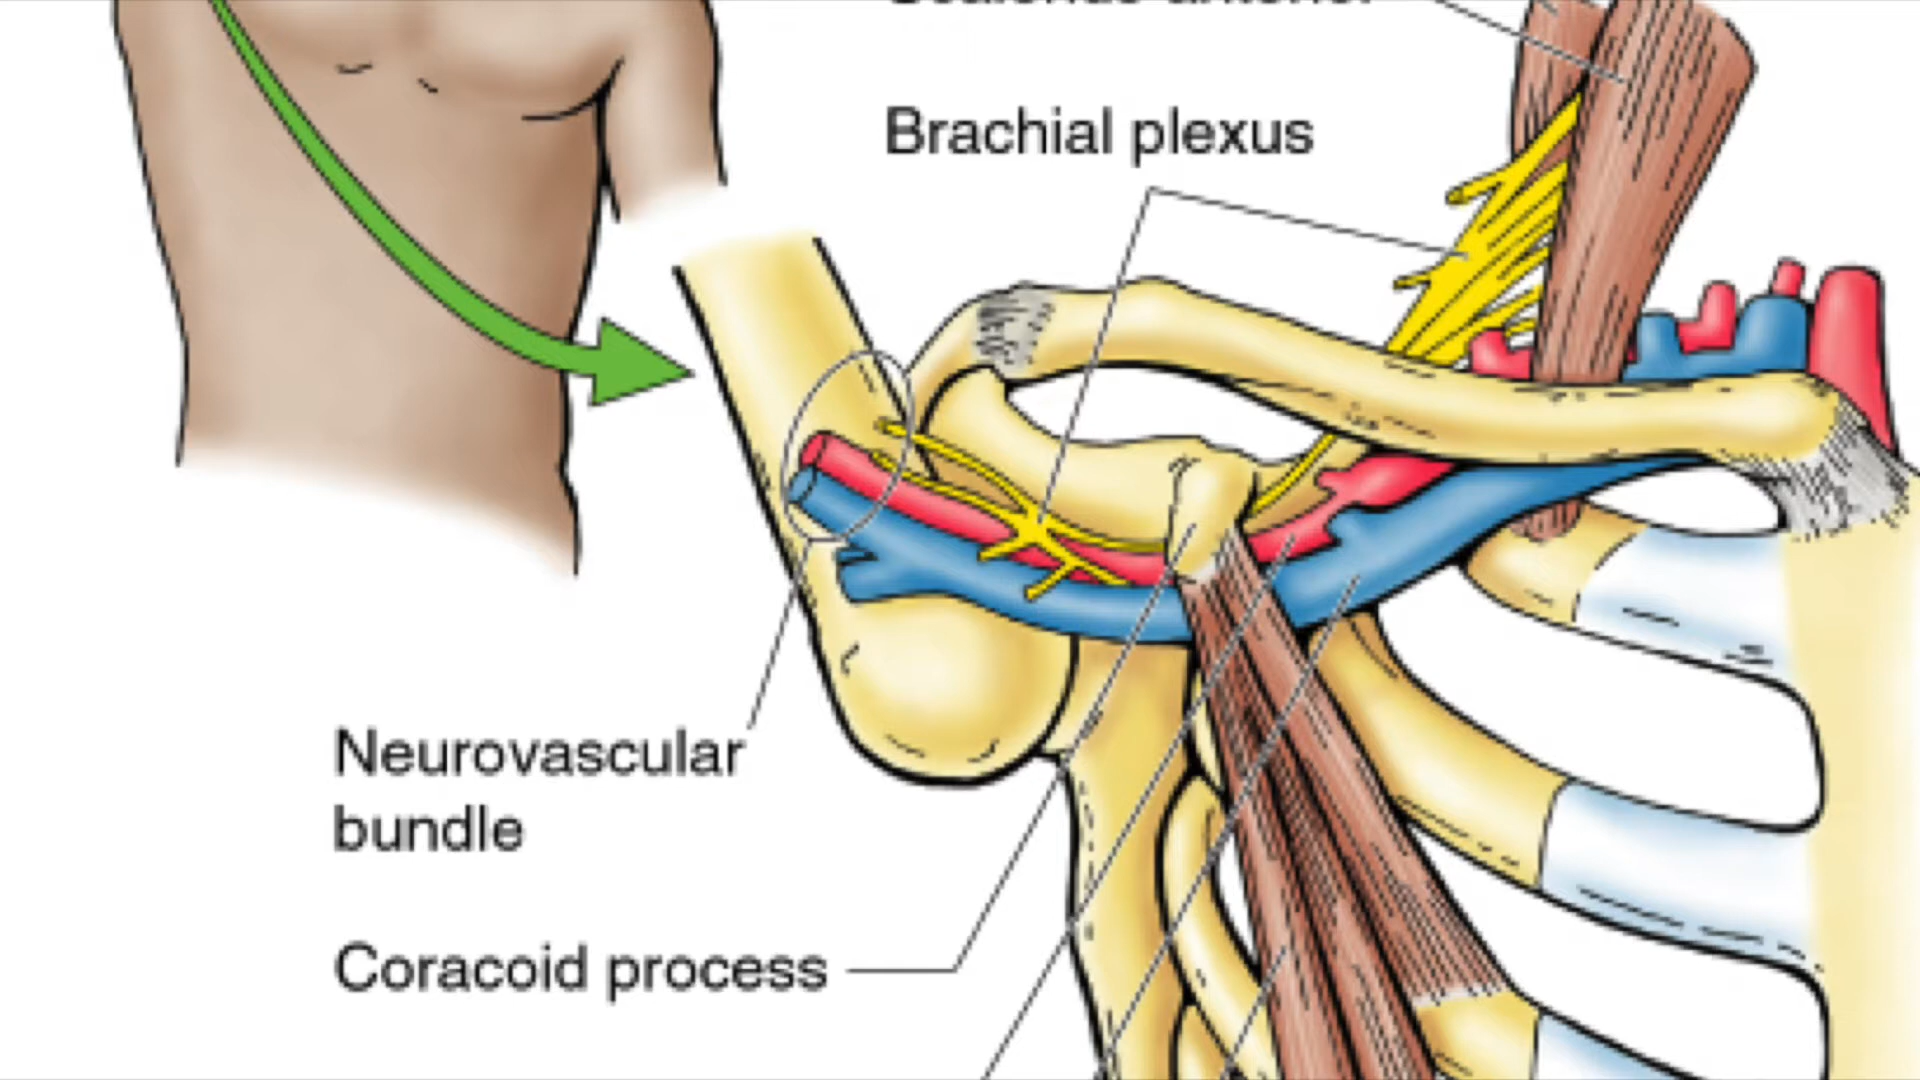 Brachial plexus
Neurovascular
bundle
Coracoid process